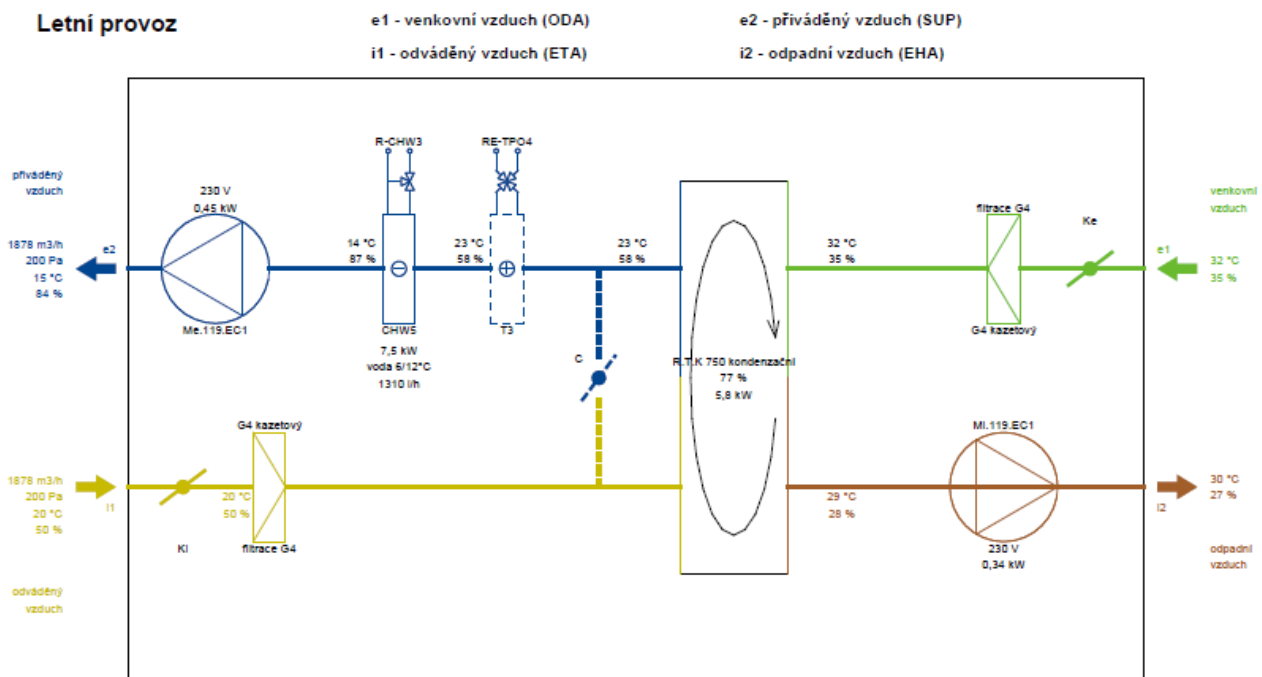 Letní provoz
e1 - venkovní vzduch (ODA)
e2 - přiváděný vzduch (SUP)
i1 - odváděný vzduch (ETA)
i2 - odpadní vzduch (EHA)
R-CHW3
RE-TPO4
přiváděný
vzduch
230 V
0,45 kW
filtrace G4
Ke
venkovní
vzduch
1878 m3/h
200 Pa
15 °C
84 %
e2
14 °C
87 %
23 °C
58 %
23 °C
58 %
32 °C
35 %
e1
32 °C
35 %
Me.119.EC1
CHW5
T3
G4 kazetový
7,5 kW
voda 6/12°C
1310 l/h
C
R.T.K 750 kondenzační
77 %
5,8 kW
G4 kazetový
Mi.119.EC1
1878 m3/h
200 Pa
20 °C
50 %
i1
20 °C
50 %
29 °C
28 %
30 °C
27 %
i2
Ki
filtrace G4
230 V
0,34 kW
odpadní
vzduch
odváděný
vzduch